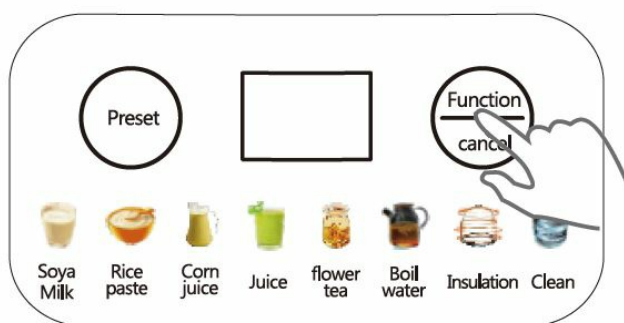 Preset
Function
cancel
Soya
Milk
Rice
paste
Corn
juice
Juice
flower
tea
Boil
water
Insulation
Clean